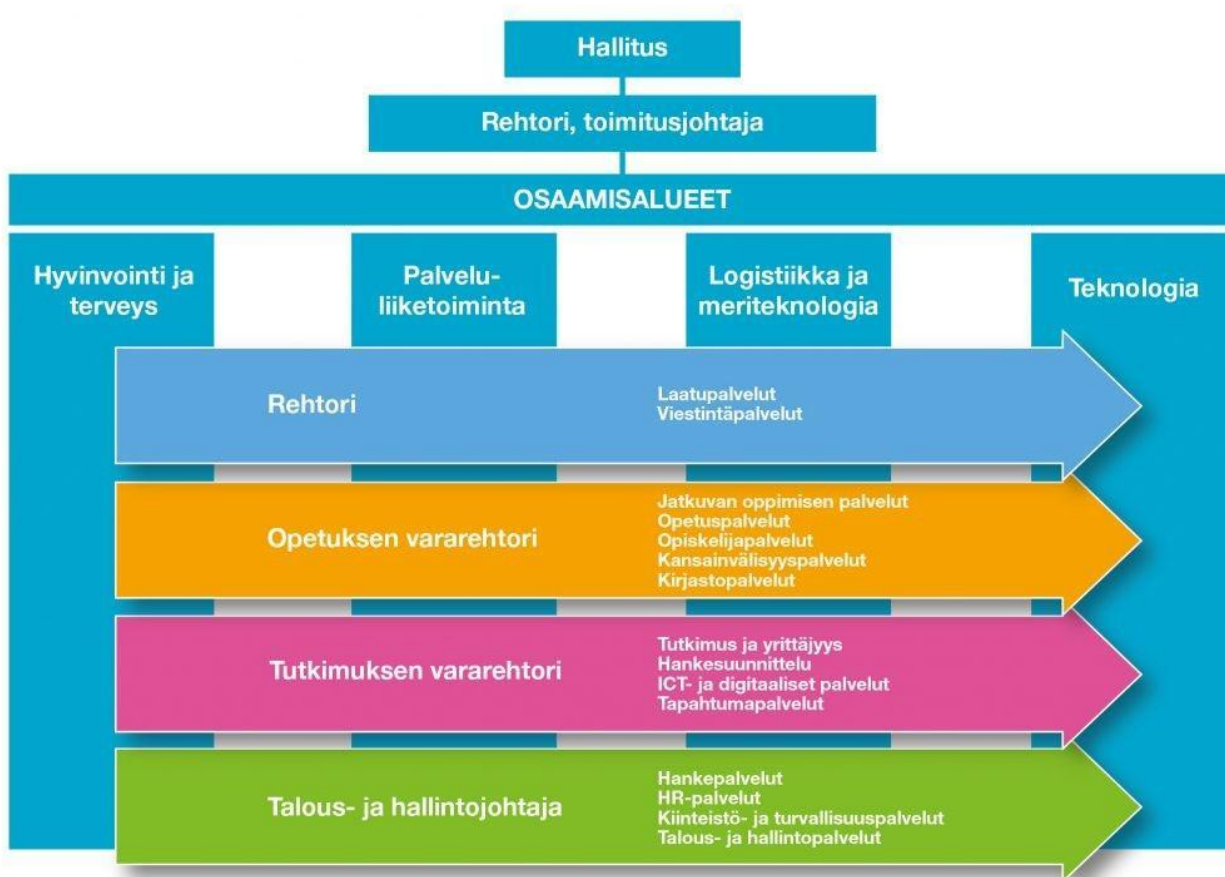 Hallitus
Rehtori, toimitusjohtaja
OSAAMISALUEET
Hyvinvointi ja
terveys
Palvelu-
liiketoiminta
Logistiikka ja
meriteknologia
Teknologia
Rehtori
Laatupalvelut
Viestintäpalvelut
Opetuksen vararehtori
Jatkuvan oppimisen palvelut
Opetuspalvelut
Opiskelijapalvelut
Kansainvälisyyspalvelut
Kirjastopalvelut
Tutkimuksen vararehtori
Tutkimus ja yrittäjyys
Hankesuunnittelu
ICT- ja digitaaliset palvelut
Tapahtumapalvelut
Talous- ja hallintojohtaja
Hankepalvelut
HR-palvelut
Kiinteistö- ja turvallisuuspalvelut
Talous- ja hallintopalvelut